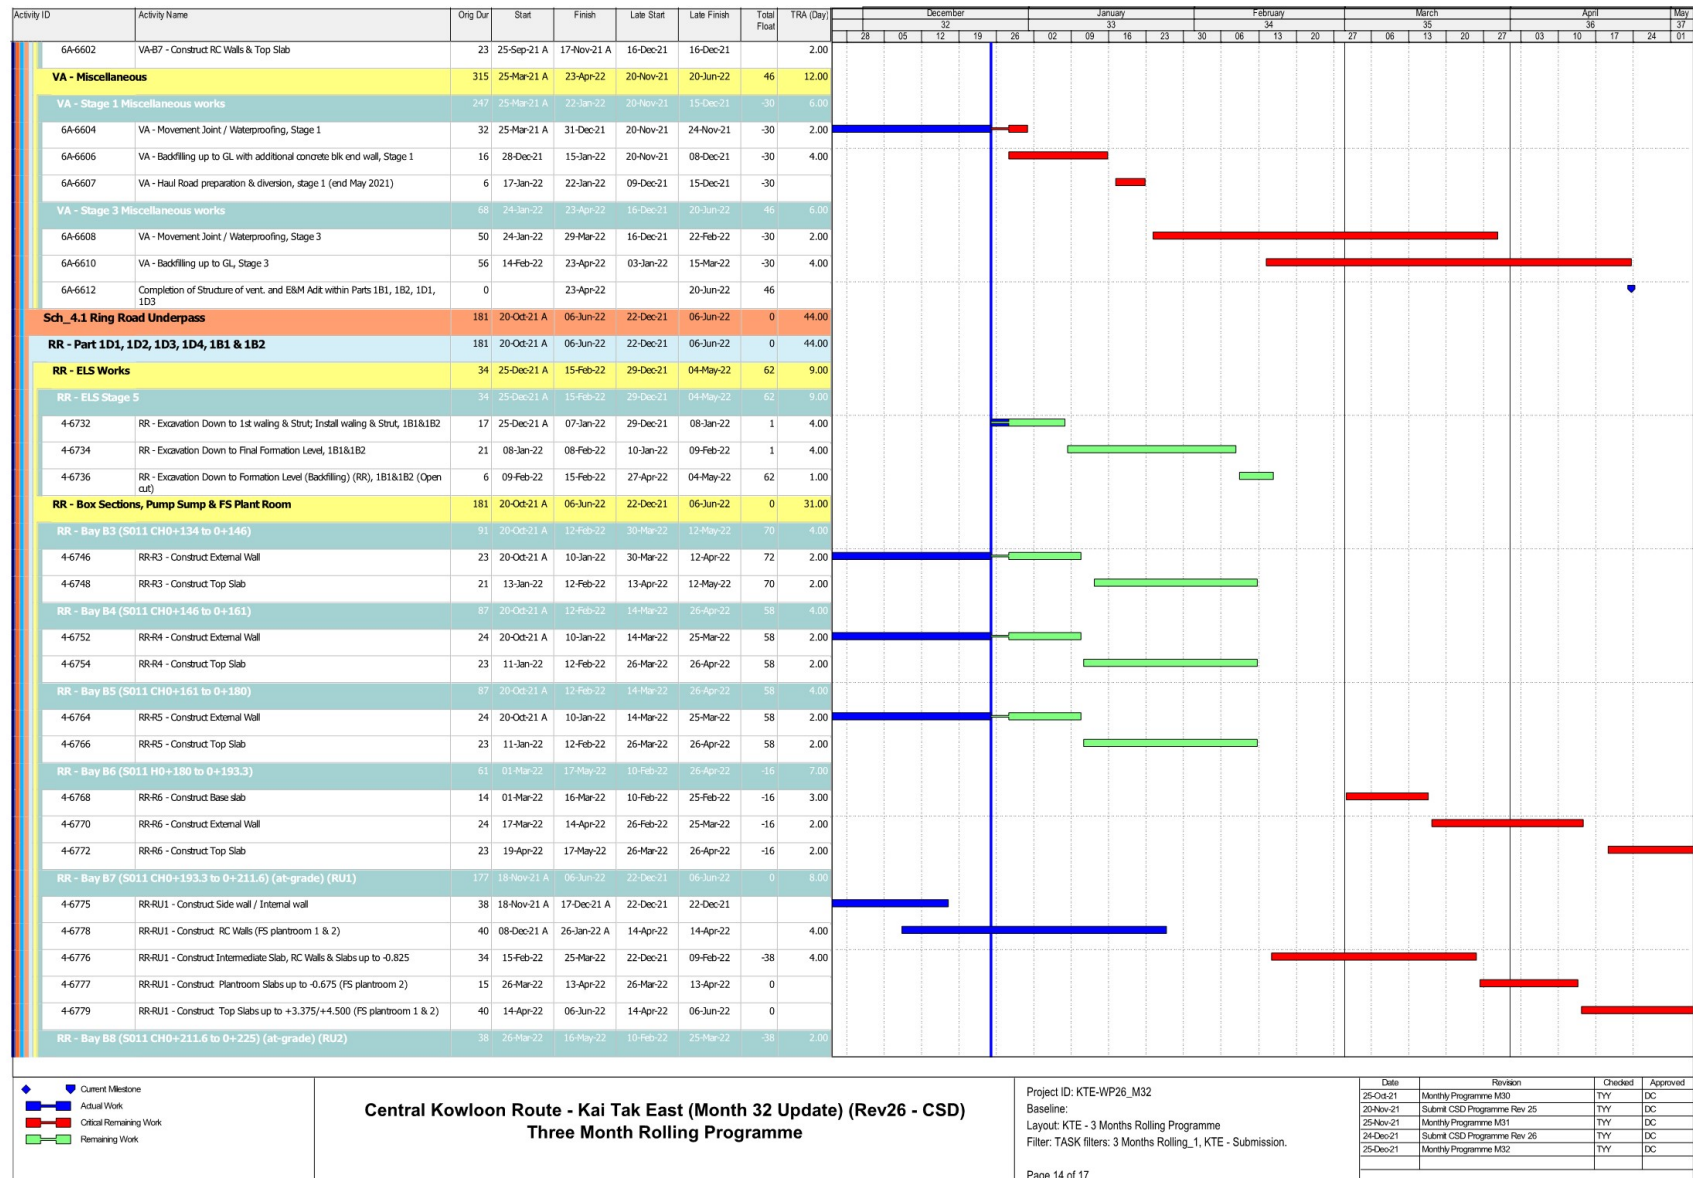 Activity ID Activity Name Orig Dur Start Finish Late Start Late Finish Total Float TRA (Day) December January February March April May
32 33 34 35 36 37
28 05 12 19 26 02 09 16 23 30 06 13 20 27 06 13 20 27 03 10 17 24 01
6A-6602 VA-B7 - Construct RC Walls & Top Slab 23 25-Sep-21 A 17-Nov-21 A 16-Dec-21 16-Dec-21 2.00
VA - Miscellaneous 315 25-Mar-21 A 23-Apr-22 20-Nov-21 20-Jun-22 46 12.00
VA - Stage 1 Miscellaneous works 247 25-Mar-21 A 22-Jan-22 20-Nov-21 15-Dec-21 -30 6.00
6A-6604 VA - Movement Joint / Waterproofing, Stage 1 32 25-Mar-21 A 31-Dec-21 20-Nov-21 24-Nov-21 -30 2.00
6A-6606 VA - Backfilling up to GL with additional concrete blk end wall, Stage 1 16 28-Dec-21 15-Jan-22 20-Nov-21 08-Dec-21 -30 4.00
6A-6607 VA - Haul Road preparation & diversion, stage 1 (end May 2021) 6 17-Jan-22 22-Jan-22 09-Dec-21 15-Dec-21 -30
VA - Stage 3 Miscellaneous works 68 24-Jan-22 23-Apr-22 16-Dec-21 20-Jun-22 46 6.00
6A-6608 VA - Movement Joint / Waterproofing, Stage 3 50 24-Jan-22 29-Mar-22 16-Dec-21 22-Feb-22 -30 2.00
6A-6610 VA - Backfilling up to GL, Stage 3 56 14-Feb-22 23-Apr-22 03-Jan-22 15-Mar-22 -30 4.00
6A-6612 Completion of Structure of vent. and E&M Adit within Parts 1B1, 1B2, 1D1, 1D3 0 23-Apr-22 20-Jun-22 46
Sch_4.1 Ring Road Underpass 181 20-Oct-21 A 06-Jun-22 22-Dec-21 06-Jun-22 0 44.00
RR - Part 1D1, 1D2, 1D3, 1D4, 1B1 & 1B2 181 20-Oct-21 A 06-Jun-22 22-Dec-21 06-Jun-22 0 44.00
RR - ELS Works 34 25-Dec-21 A 15-Feb-22 29-Dec-21 04-May-22 62 9.00
RR - ELS Stage 5 34 25-Dec-21 A 15-Feb-22 29-Dec-21 04-May-22 62 9.00
4-6732 RR - Excavation Down to 1st waling & Strut; Install waling & Strut, 1B1&1B2 17 25-Dec-21 A 07-Jan-22 29-Dec-21 08-Jan-22 1 4.00
4-6734 RR - Excavation Down to Final Formation Level, 1B1&1B2 21 08-Jan-22 08-Feb-22 10-Jan-22 09-Feb-22 1 4.00
4-6736 RR - Excavation Down to Formation Level (Backfilling) (RR), 1B1&1B2 (Open cut) 6 09-Feb-22 15-Feb-22 27-Apr-22 04-May-22 62 1.00
RR - Box Sections, Pump Sump & FS Plant Room 181 20-Oct-21 A 06-Jun-22 22-Dec-21 06-Jun-22 0 31.00
RR - Bay B3 (S011 CH0+134 to 0+146) 91 20-Oct-21 A 12-Feb-22 30-Mar-22 12-May-22 70 4.00
4-6746 RR-R3 - Construct External Wall 23 20-Oct-21 A 10-Jan-22 30-Mar-22 12-Apr-22 72 2.00
4-6748 RR-R3 - Construct Top Slab 21 13-Jan-22 12-Feb-22 13-Apr-22 12-May-22 70 2.00
RR - Bay B4 (S011 CH0+146 to 0+161) 87 20-Oct-21 A 12-Feb-22 14-Mar-22 26-Apr-22 58 4.00
4-6752 RR-R4 - Construct External Wall 24 20-Oct-21 A 10-Jan-22 14-Mar-22 25-Mar-22 58 2.00
4-6754 RR-R4 - Construct Top Slab 23 11-Jan-22 12-Feb-22 26-Mar-22 26-Apr-22 58 2.00
RR - Bay B5 (S011 CH0+161 to 0+180) 87 20-Oct-21 A 12-Feb-22 14-Mar-22 26-Apr-22 58 4.00
4-6764 RR-R5 - Construct External Wall 24 20-Oct-21 A 10-Jan-22 14-Mar-22 25-Mar-22 58 2.00
4-6766 RR-R5 - Construct Top Slab 23 11-Jan-22 12-Feb-22 26-Mar-22 26-Apr-22 58 2.00
RR - Bay B6 (S011 H0+180 to 0+193.3) 61 01-Mar-22 17-May-22 10-Feb-22 26-Apr-22 -16 7.00
4-6768 RR-R6 - Construct Base slab 14 01-Mar-22 16-Mar-22 10-Feb-22 25-Feb-22 -16 3.00
4-6770 RR-R6 - Construct External Wall 24 17-Mar-22 14-Apr-22 26-Feb-22 25-Mar-22 -16 2.00
4-6772 RR-R6 - Construct Top Slab 23 19-Apr-22 17-May-22 26-Mar-22 26-Apr-22 -16 2.00
RR - Bay B7 (S011 CH0+193.3 to 0+211.6) (at-grade) (RU1) 177 18-Nov-21 A 06-Jun-22 22-Dec-21 06-Jun-22 0 8.00
4-6775 RR-RU1 - Construct Side wall / Internal wall 38 18-Nov-21 A 17-Dec-21 A 22-Dec-21 22-Dec-21
4-6778 RR-RU1 - Construct RC Walls (FS plantroom 1 & 2) 40 08-Dec-21 A 26-Jan-22 A 14-Apr-22 14-Apr-22 4.00
4-6776 RR-RU1 - Construct Intermediate Slab, RC Walls & Slabs up to -0.825 34 15-Feb-22 25-Mar-22 22-Dec-21 09-Feb-22 -38 4.00
4-6777 RR-RU1 - Construct Plantroom Slabs up to -0.675 (FS plantroom 2) 15 26-Mar-22 13-Apr-22 26-Mar-22 13-Apr-22 0
4-6779 RR-RU1 - Construct Top Slabs up to +3.375/+4.500 (FS plantroom 1 & 2) 40 14-Apr-22 06-Jun-22 14-Apr-22 06-Jun-22 0
RR - Bay B8 (S011 CH0+211.6 to 0+225) (at-grade) (RU2) 38 26-Mar-22 16-May-22 10-Feb-22 25-Mar-22 -38 2.00
Current Milestone
Actual Work
Critical Remaining Work
Remaining Work
Central Kowloon Route - Kai Tak East (Month 32 Update) (Rev26 - CSD)
Three Month Rolling Programme
Project ID: KTE-WP26_M32
Baseline:
Layout: KTE - 3 Months Rolling Programme
Filter: TASK filters: 3 Months Rolling_1, KTE - Submission.
Page 14 of 17
Date Revision Checked Approved
25-Oct-21 Monthly Programme M30 TYY DC
20-Nov-21 Submit CSD Programme Rev 25 TYY DC
25-Nov-21 Monthly Programme M31 TYY DC
24-Dec-21 Submit CSD Programme Rev 26 TYY DC
25-Dec-21 Monthly Programme M32 TYY DC